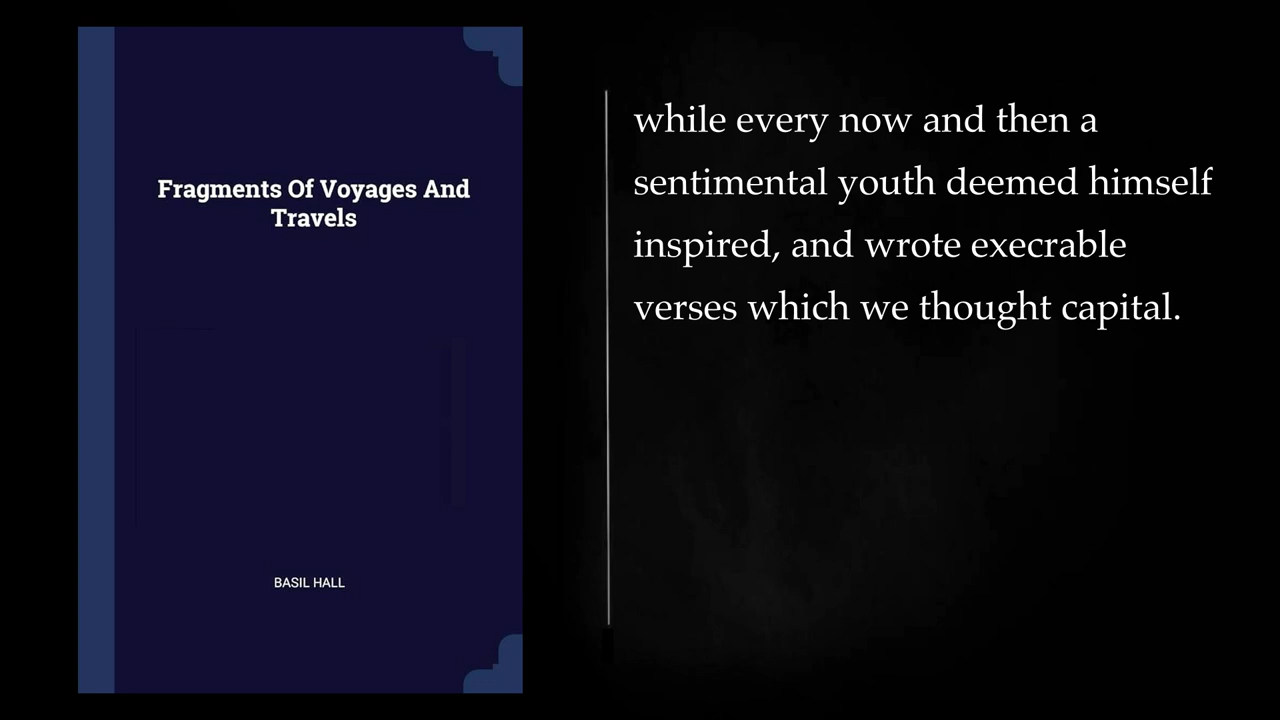 Fragments Of Voyages And
Travels
BASIL HALL
while every now and then a
sentimental youth deemed himself
inspired, and wrote execrable
verses which we thought capital.